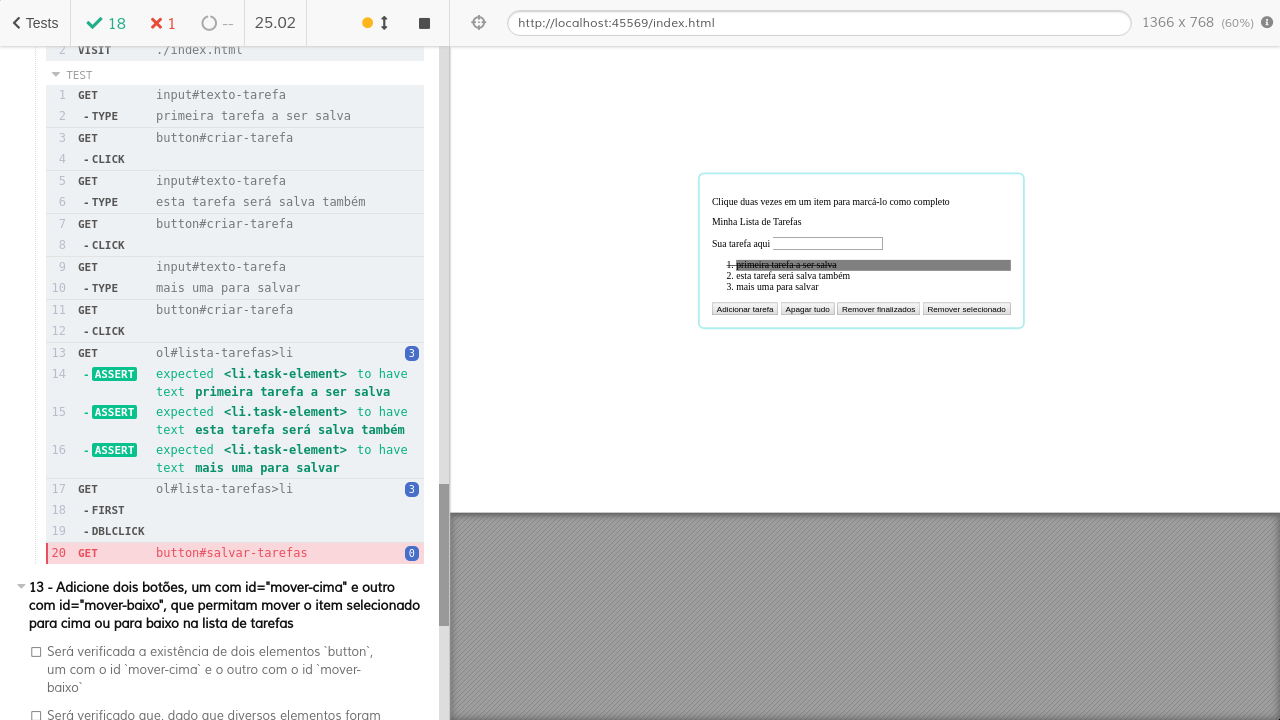 Tests 18 1 -- 25.02
http://localhost:45569/index.html 1366 x 768 (60%)
2 VISIT ./index.html
TEST
1 GET input#texto-tarefa
2 - TYPE primeira tarefa a ser salva
3 GET button#criar-tarefa
4 - CLICK
5 GET input#texto-tarefa
6 - TYPE esta tarefa será salva também
7 GET button#criar-tarefa
8 - CLICK
9 GET input#texto-tarefa
10 - TYPE mais uma para salvar
11 GET button#criar-tarefa
12 - CLICK
13 GET ol#lista-tarefas>li 3
14 - ASSERT expected <li.task-element> to have
text primeira tarefa a ser salva
15 - ASSERT expected <li.task-element> to have
text esta tarefa será salva também
16 - ASSERT expected <li.task-element> to have
text mais uma para salvar
17 GET ol#lista-tarefas>li 3
18 - FIRST
19 - DBLCLICK
20 GET button#salvar-tarefas 0
13 - Adicione dois botões, um com id="mover-cima" e outro
com id="mover-baixo", que permitam mover o item selecionado
para cima ou para baixo na lista de tarefas
Será verificada a existência de dois elementos `button`,
um com o id `mover-cima` e o outro com o id `mover-
baixo`
Será verificado que, dado que diversos elementos foram
Clique duas vezes em um item para marcá-lo como completo
Minha Lista de Tarefas
Sua tarefa aqui
1. primeira tarefa a ser salva
2. esta tarefa será salva também
3. mais uma para salvar
Adicionar tarefa Apagar tudo Remover finalizados Remover selecionado